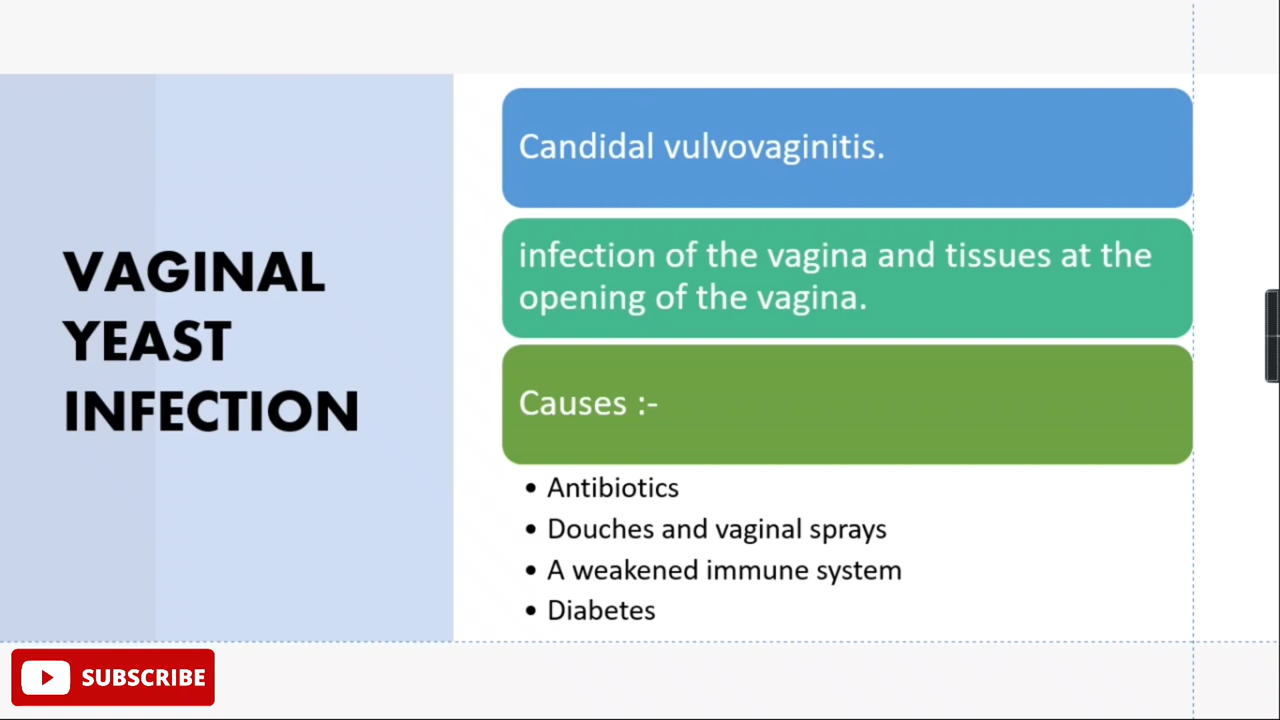 VAGINAL
YEAST
INFECTION
Candidal vulvovaginitis.
infection of the vagina and tissues at the
opening of the vagina.
Causes :-
• Antibiotics
• Douches and vaginal sprays
• A weakened immune system
• Diabetes
SUBSCRIBE